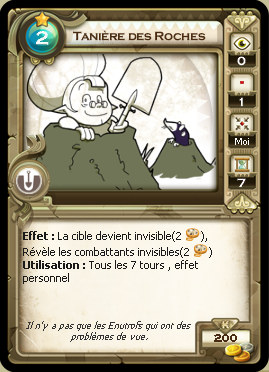 2
TANIÈRE DES ROCHES
0
1
Moi
7
Effet : La cible devient invisible(2 ),
Révèle les combattants invisibles(2 )
Utilisation : Tous les 7 tours , effet
personnel
Il n'y a pas que les Enutrofs qui ont des
problèmes de vue.
K
200